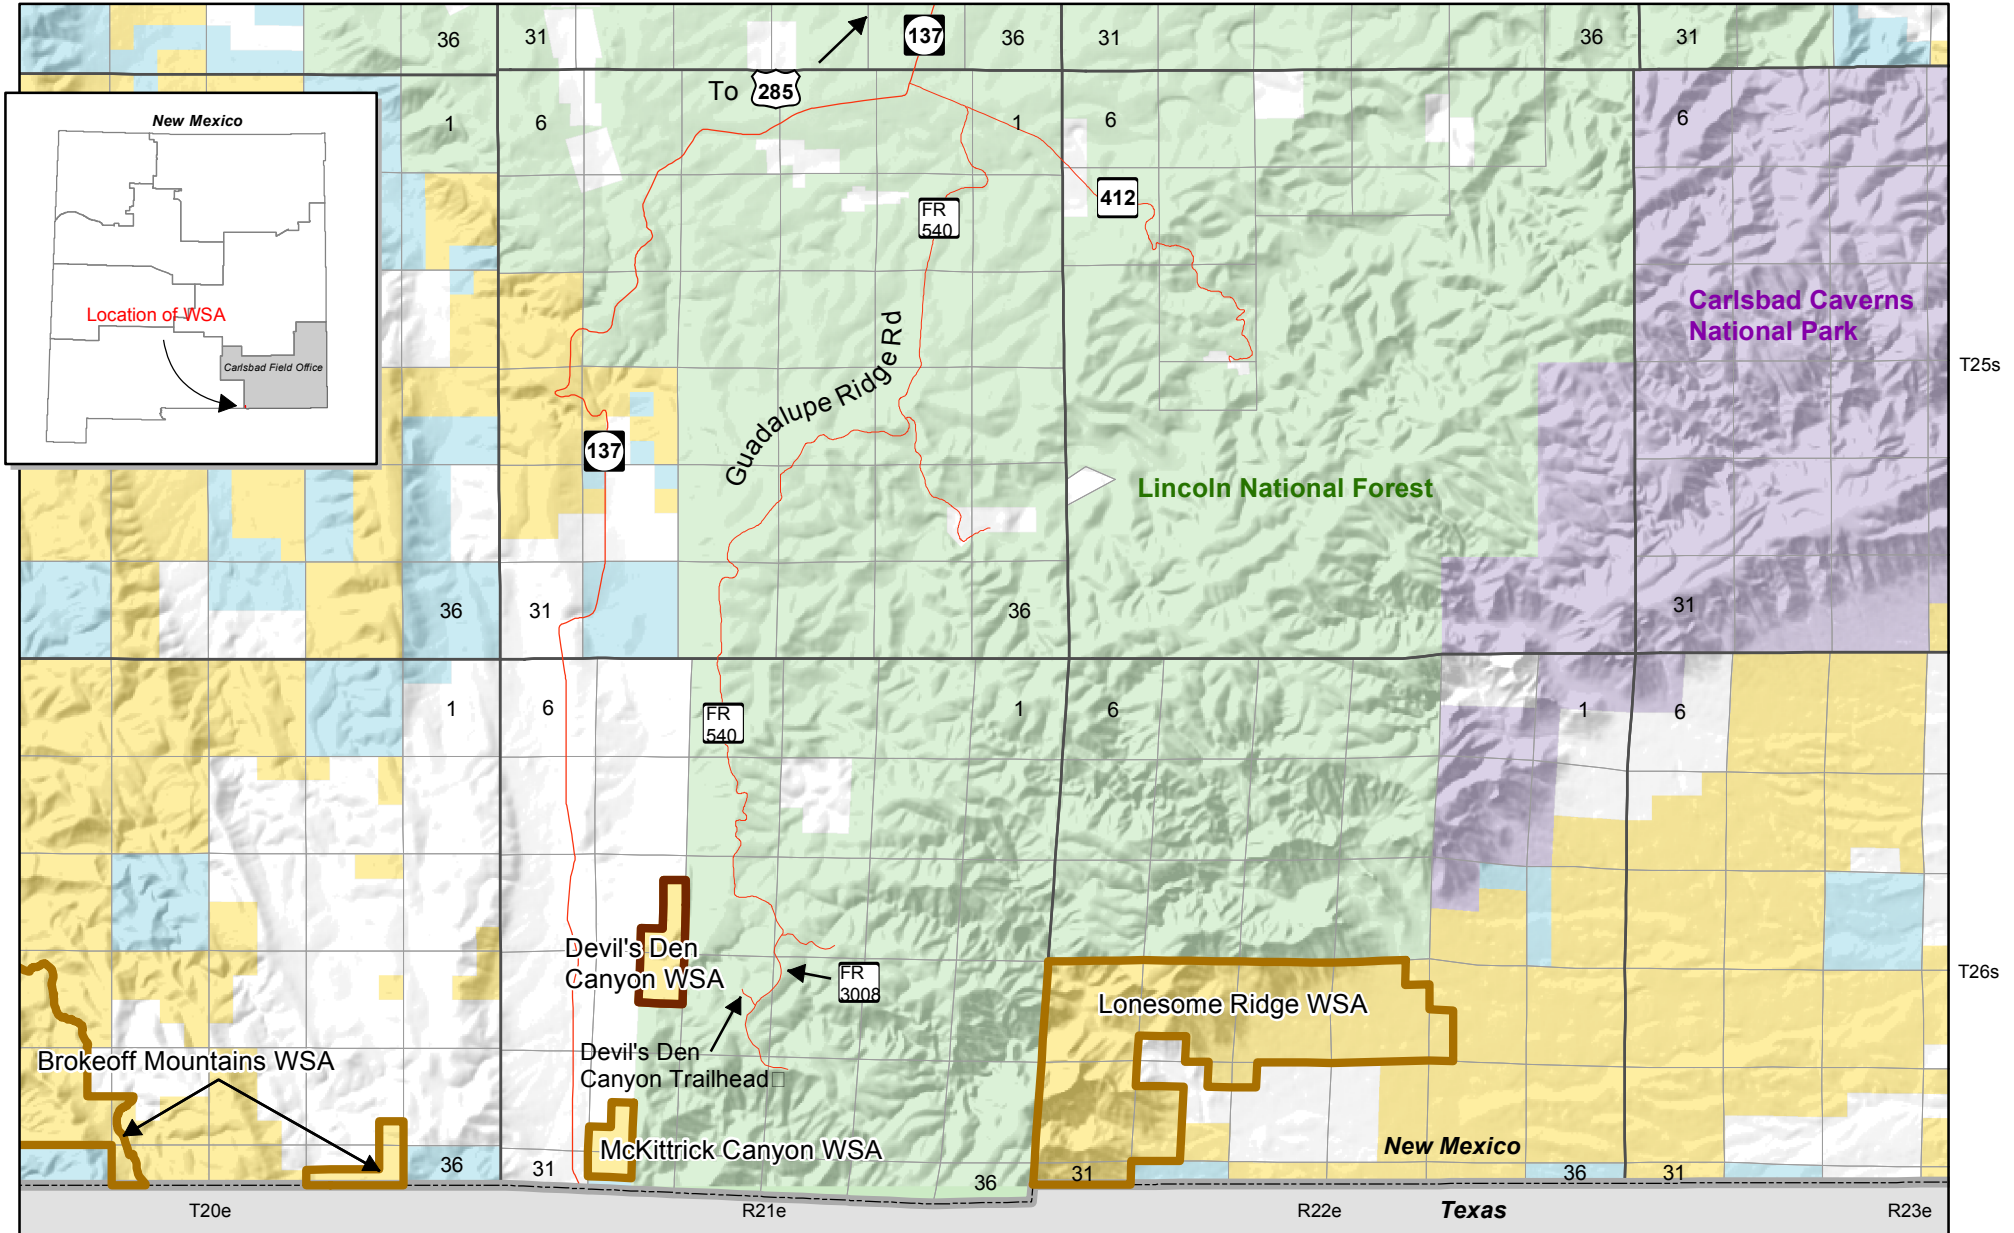 36
31
137
36
31
36
31
To 285
New Mexico
1
6
1
6
6
412
FR
540
Location of WSA
Carlsbad Field Office
Carlsbad Caverns
National Park
T25s
Guadalupe Ridge Rd
137
Lincoln National Forest
36
31
36
31
1
6
FR
540
1
6
1
6
Devil's Den
Canyon WSA
FR
3008
T26s
Lonesome Ridge WSA
Brokeoff Mountains WSA
Devil's Den
Canyon Trailhead
McKittrick Canyon WSA
New Mexico
36
31
36
31
36
31
T20e
R21e
R22e
Texas
R23e